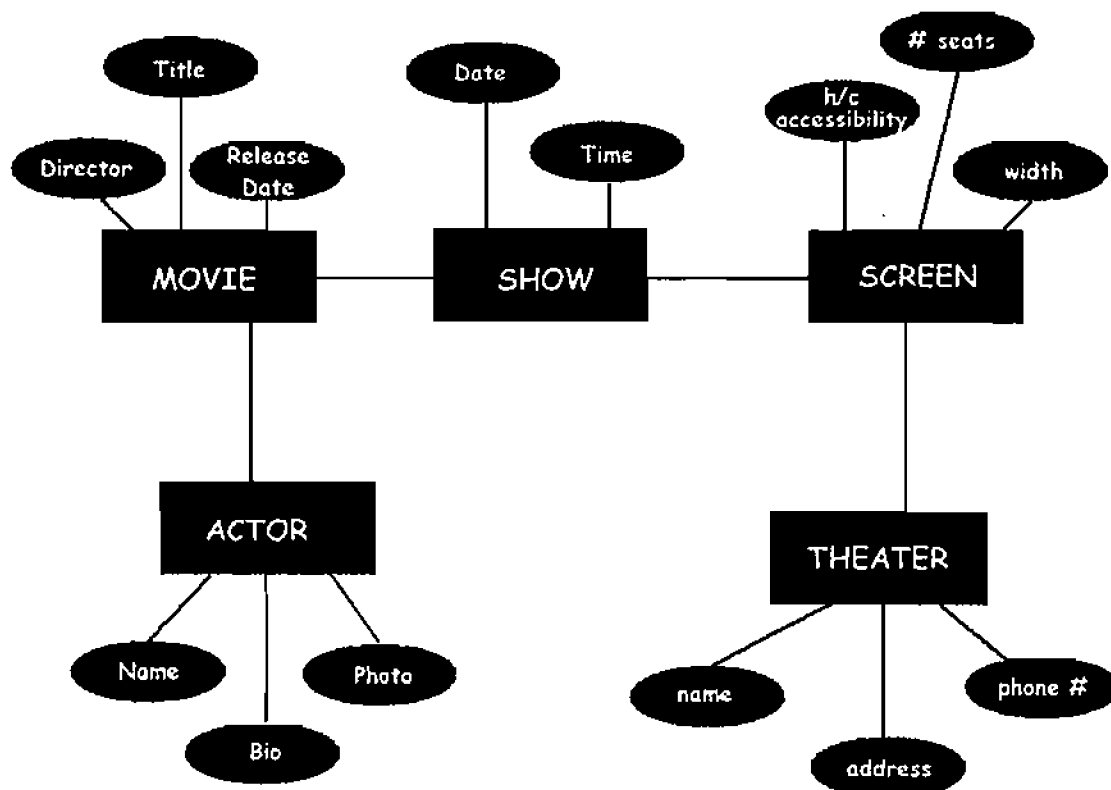 # seats
Title
Date
h/c
accessibility
Director
Release
Date
Time
width
MOVIE
SHOW
SCREEN
ACTOR
THEATER
Name
Photo
name
phone #
Bio
address